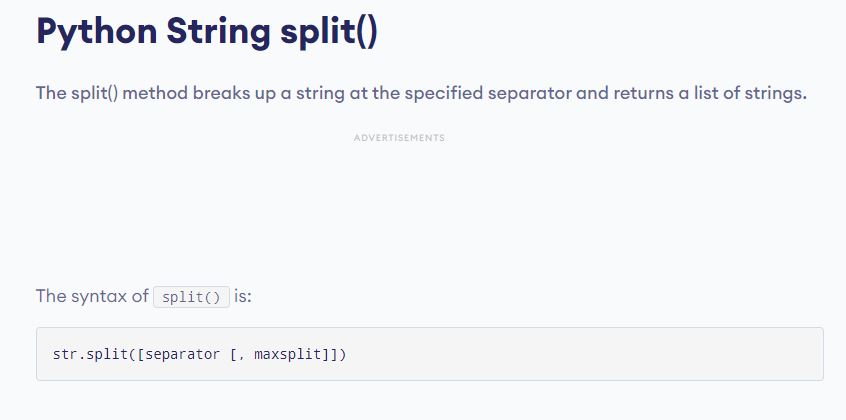 Python String split()
The split() method breaks up a string at the specified separator and returns a list of strings.
ADVERTISEMENTS
The syntax of split() is:
str.split([separator [, maxsplit]])